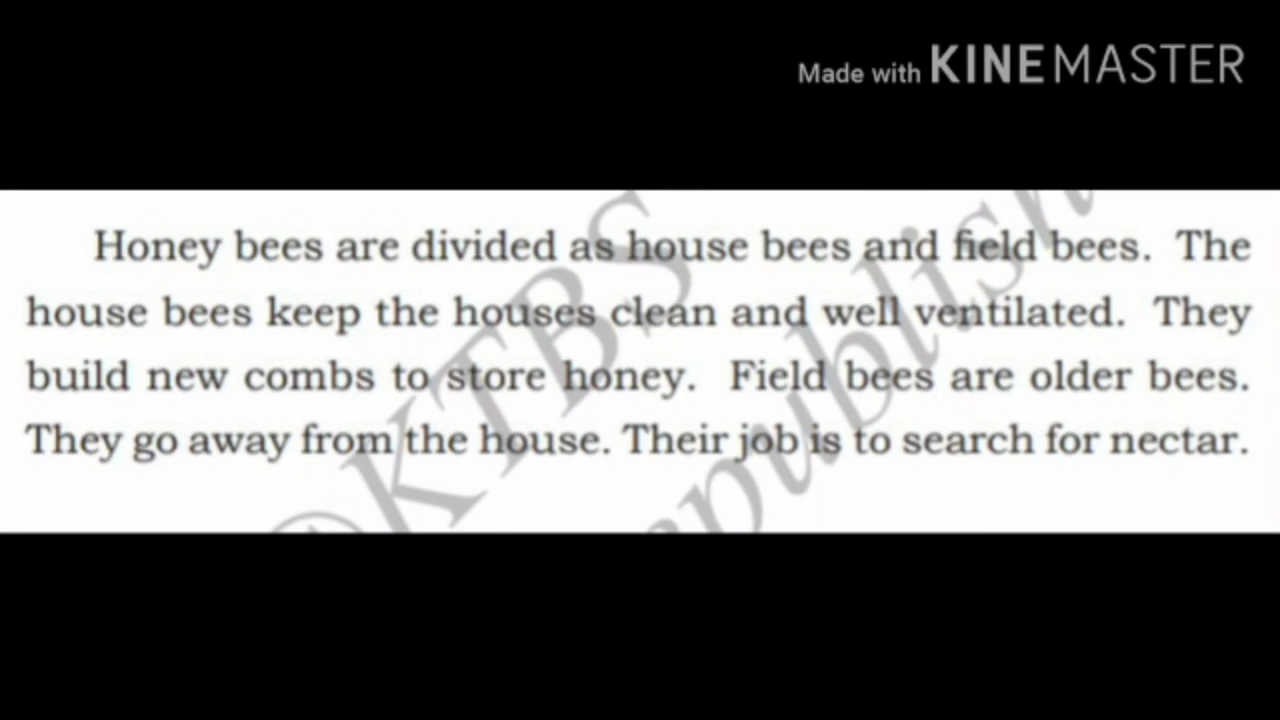 Made with KINEMASTER
Honey bees are divided as house bees and field bees. The
house bees keep the houses clean and well ventilated. They
build new combs to store honey. Field bees are older bees.
They go away from the house. Their job is to search for nectar.
©KTBS
republish